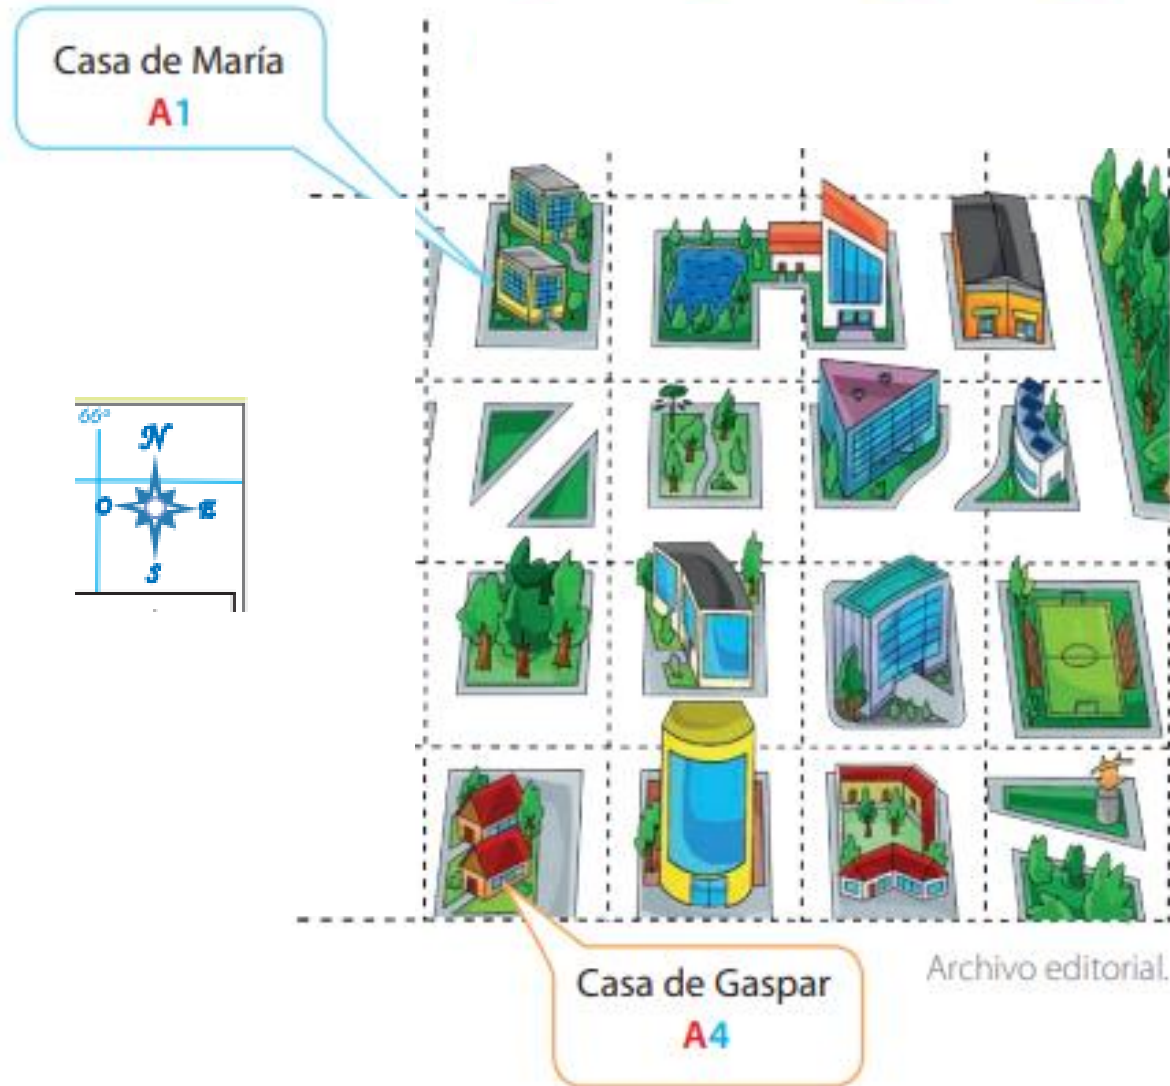 Casa de María
A1
66°
N
O
E
S
Casa de Gaspar
A4
Archivo editorial.